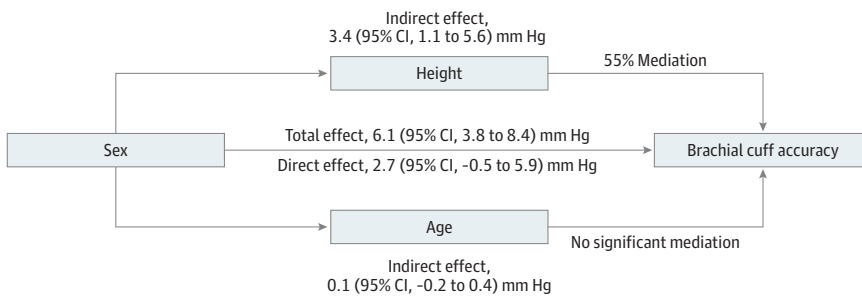 Indirect effect,
3.4 (95% CI, 1.1 to 5.6) mm Hg
Height
55% Mediation
Sex
Total effect, 6.1 (95% CI, 3.8 to 8.4) mm Hg
Direct effect, 2.7 (95% CI, -0.5 to 5.9) mm Hg
Brachial cuff accuracy
Age
No significant mediation
Indirect effect,
0.1 (95% CI, -0.2 to 0.4) mm Hg